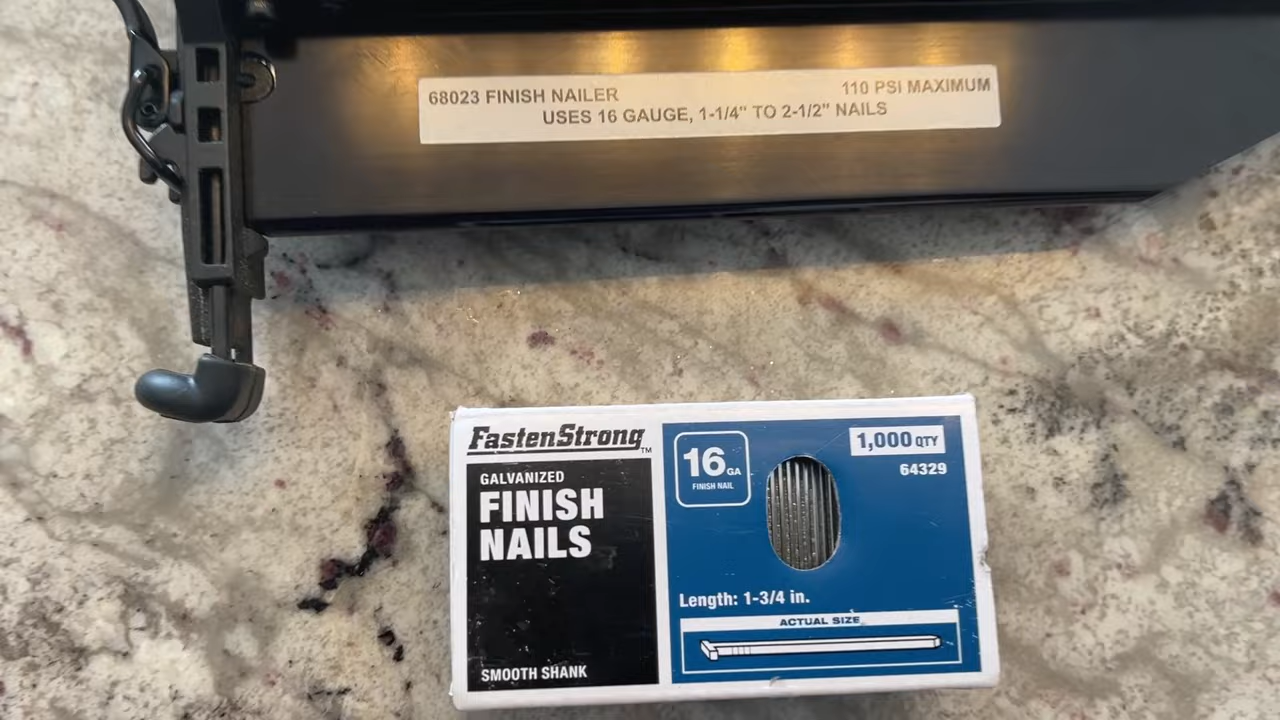 68023 FINISH NAILER 110 PSI MAXIMUM
USES 16 GAUGE, 1-1/4" TO 2-1/2" NAILS
FastenStrong™
GALVANIZED
FINISH
NAILS
SMOOTH SHANK
16 GA
FINISH NAIL
1,000 QTY
64329
Length: 1-3/4 in.
ACTUAL SIZE